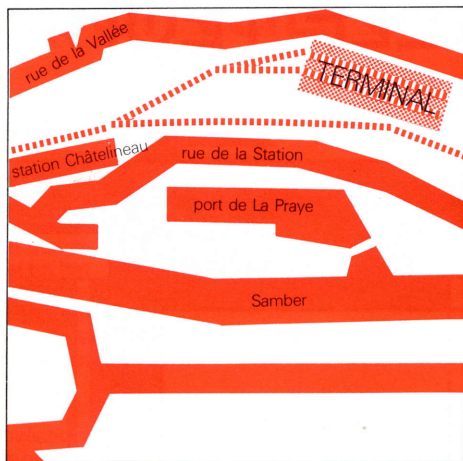 rue de la Vallée
TERMINAL
station Châtelineau
rue de la Station
port de La Praye
Samber